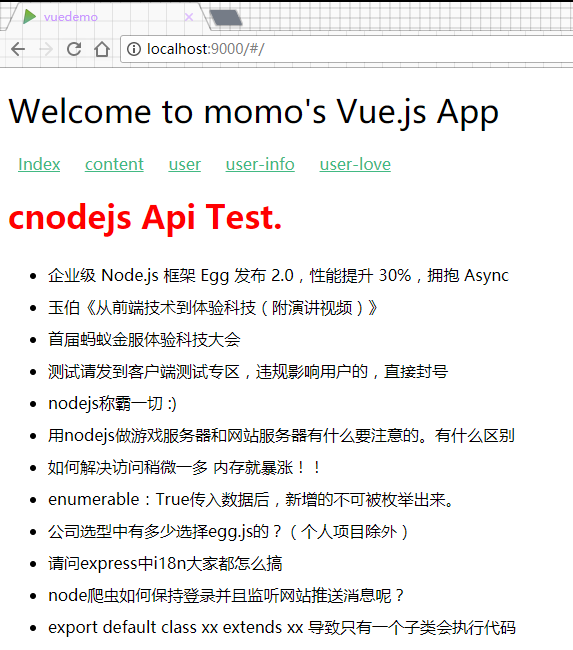 vuedemo
localhost:9000/#/
Welcome to momo's Vue.js App
Index content user user-info user-love
cnodejs Api Test.
企业级 Node.js 框架 Egg 发布 2.0，性能提升 30%，拥抱 Async
玉伯《从前端技术到体验科技（附演讲视频）》
首届蚂蚁金服体验科技大会
测试请发到客户端测试专区，违规影响用户的，直接封号
nodejs称霸一切 :)
用nodejs做游戏服务器和网站服务器有什么要注意的。有什么区别
如何解决访问稍微一多 内存就暴涨！！
enumerable：True传入数据后，新增的不可被枚举出来。
公司选型中有多少选择egg.js的？（个人项目除外）
请问express中i18n大家都怎么搞
node爬虫如何保持登录并且监听网站推送消息呢？
export default class xx extends xx 导致只有一个子类会执行代码